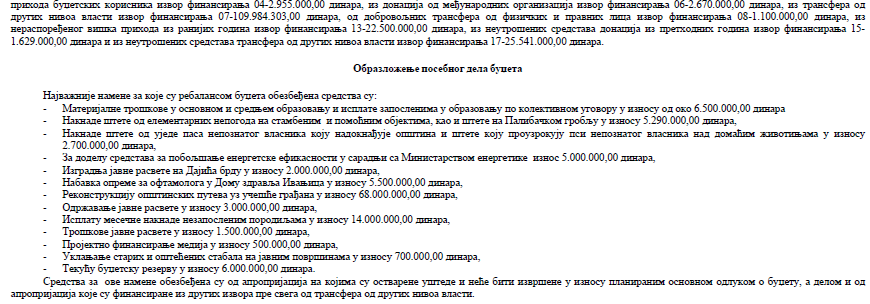 прихода буџетских корисника извор финансирања 04-2.955.000,00 динара, из донација од међународних организација извор финансирања 06-2.670.000,00 динара, из трансфера од
других нивоа власти извор финансирања 07-109.984.303,00 динара, од добровољних трансфера од физичких и правних лица извор финансирања 08-1.100.000,00 динара, из
нераспоређеног вишка прихода из ранијих година извор финансирања 13-22.500.000,00 динара, из неутрошених средстава донација из претходних година извор финансирања 15-
1.629.000,00 динара и из неутрошених средстава трансфера од других нивоа власти извор финансирања 17-25.541.000,00 динара.
Образложење посебног дела буџета
Најважније намене за које су ребалансом буџета обезбеђена средства су:
- Материјалне трошкове у основном и средњем образовању и исплате запосленима у образовању по колективном уговору у износу од око 6.500.000,00 динара
- Накнаде штете од елементарних непогода на стамбеним и помоћним објектима, као и штете на Палибачком гробљу у износу 5.290.000,00 динара,
- Накнаде штете од уједе паса непознатог власника коју надокнађује општина и штете коју проузрокују пси непознатог власника над домаћим животињама у износу
2.700.000,00 динара,
- За доделу средстава за побољшање енергетске ефикасности у сарадњи са Министарством енергетике износ 5.000.000,00 динара,
- Изградња јавне расвете на Дајића брду у износу 2.000.000,00 динара,
- Набавка опреме за офтамолога у Дому здравља Ивањица у износу 5.500.000,00 динара,
- Реконструкцију општинских путева уз учешће грађана у износу 68.000.000,00 динара,
- Одржавање јавне расвете у износу 3.000.000,00 динара,
- Исплату месечне накнаде незапосленим породиљама у износу 14.000.000,00 динара,
- Трошкове јавне расвете у износу 1.500.000,00 динара,
- Пројектно финансирање медија у износу 500.000,00 динара,
- Уклањање старих и оштећених стабала на јавним површинама у износу 700.000,00 динара,
- Текућу буџетску резерву у износу 6.000.000,00 динара.
Средства за ове намене обезбеђена су од апропријација на којима су остварене уштеде и неће бити извршене у износу планираним основном одлуком о буџету, а делом и од
апропријација које су финансиране из других извора пре свега од трансфера од других нивоа власти.